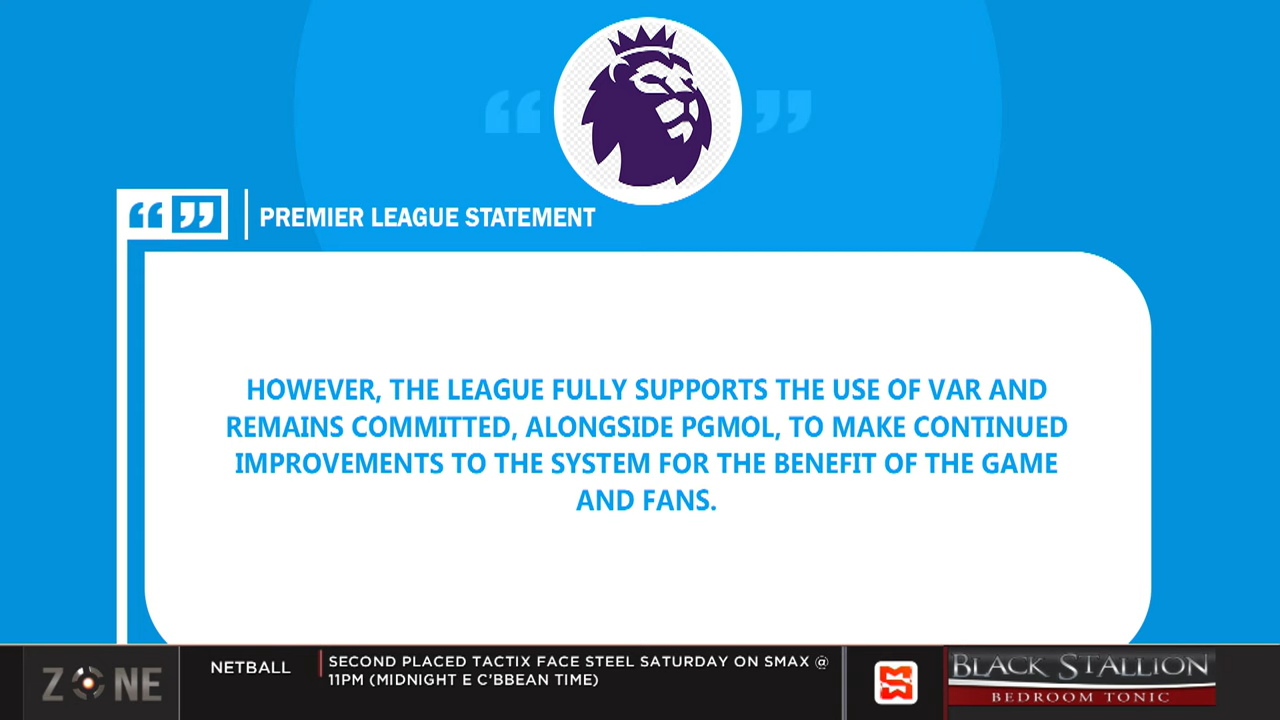 PREMIER LEAGUE STATEMENT
HOWEVER, THE LEAGUE FULLY SUPPORTS THE USE OF VAR AND
REMAINS COMMITTED, ALONGSIDE PGMOL, TO MAKE CONTINUED
IMPROVEMENTS TO THE SYSTEM FOR THE BENEFIT OF THE GAME
AND FANS.
ZONE
NETBALL
SECOND PLACED TACTIX FACE STEEL SATURDAY ON SMAX @
11PM (MIDNIGHT E C'BBEAN TIME)
BLACK STALLION
BEDROOM TONIC